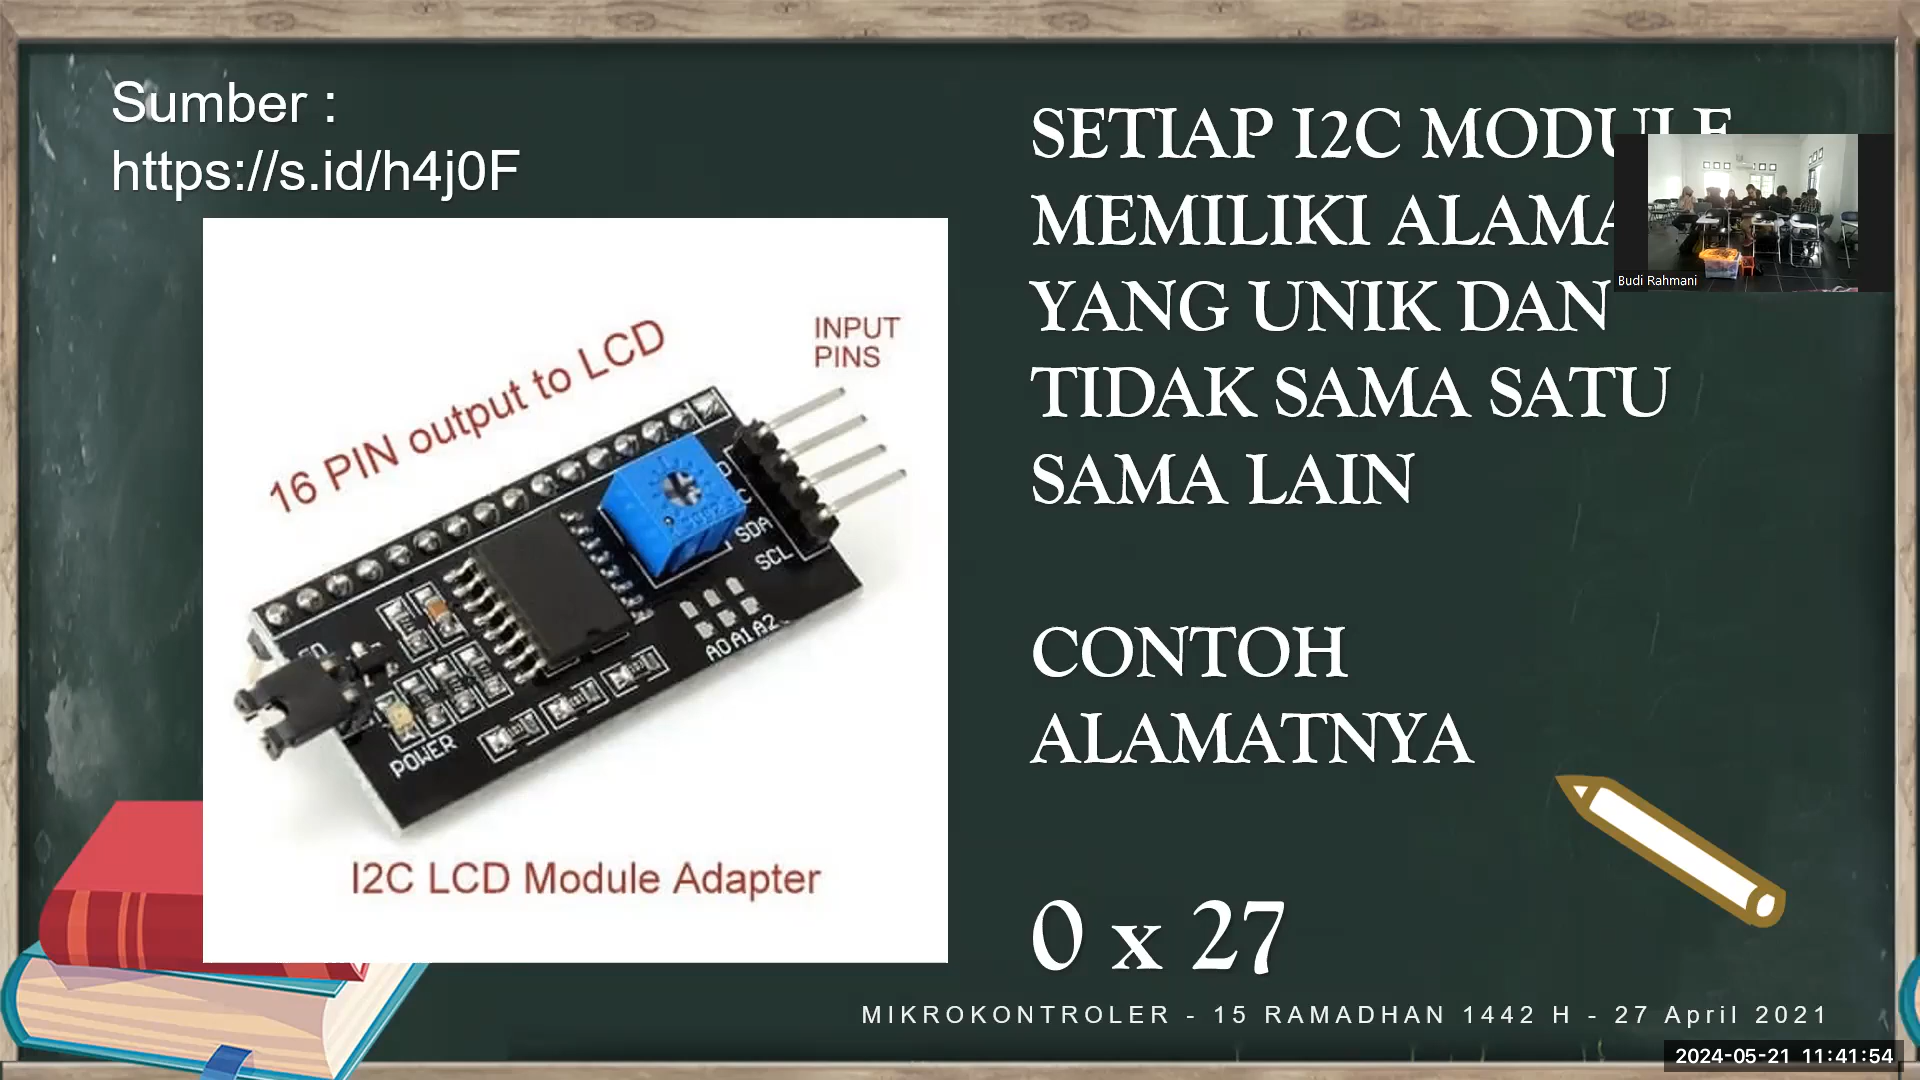 Sumber :
https://s.id/h4j0F
16 PIN output to LCD
INPUT
PINS
SDA
SCL
A0 A1 A2
POWER
I2C LCD Module Adapter
SETIAP I2C MODULE
MEMILIKI ALAMA
YANG UNIK DAN
TIDAK SAMA SATU
SAMA LAIN
CONTOH
ALAMATNYA
0 x 27
Budi Rahmani
MIKROKONTROLER - 15 RAMADHAN 1442 H - 27 April 2021
2024-05-21 11:41:54